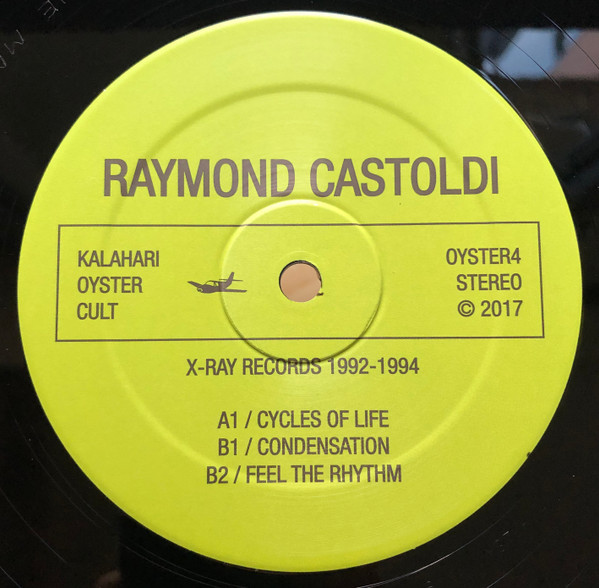 RAYMOND CASTOLDI
KALAHARI
OYSTER
CULT
OYSTER4
STEREO
© 2017
X-RAY RECORDS 1992-1994
A1 / CYCLES OF LIFE
B1 / CONDENSATION
B2 / FEEL THE RHYTHM